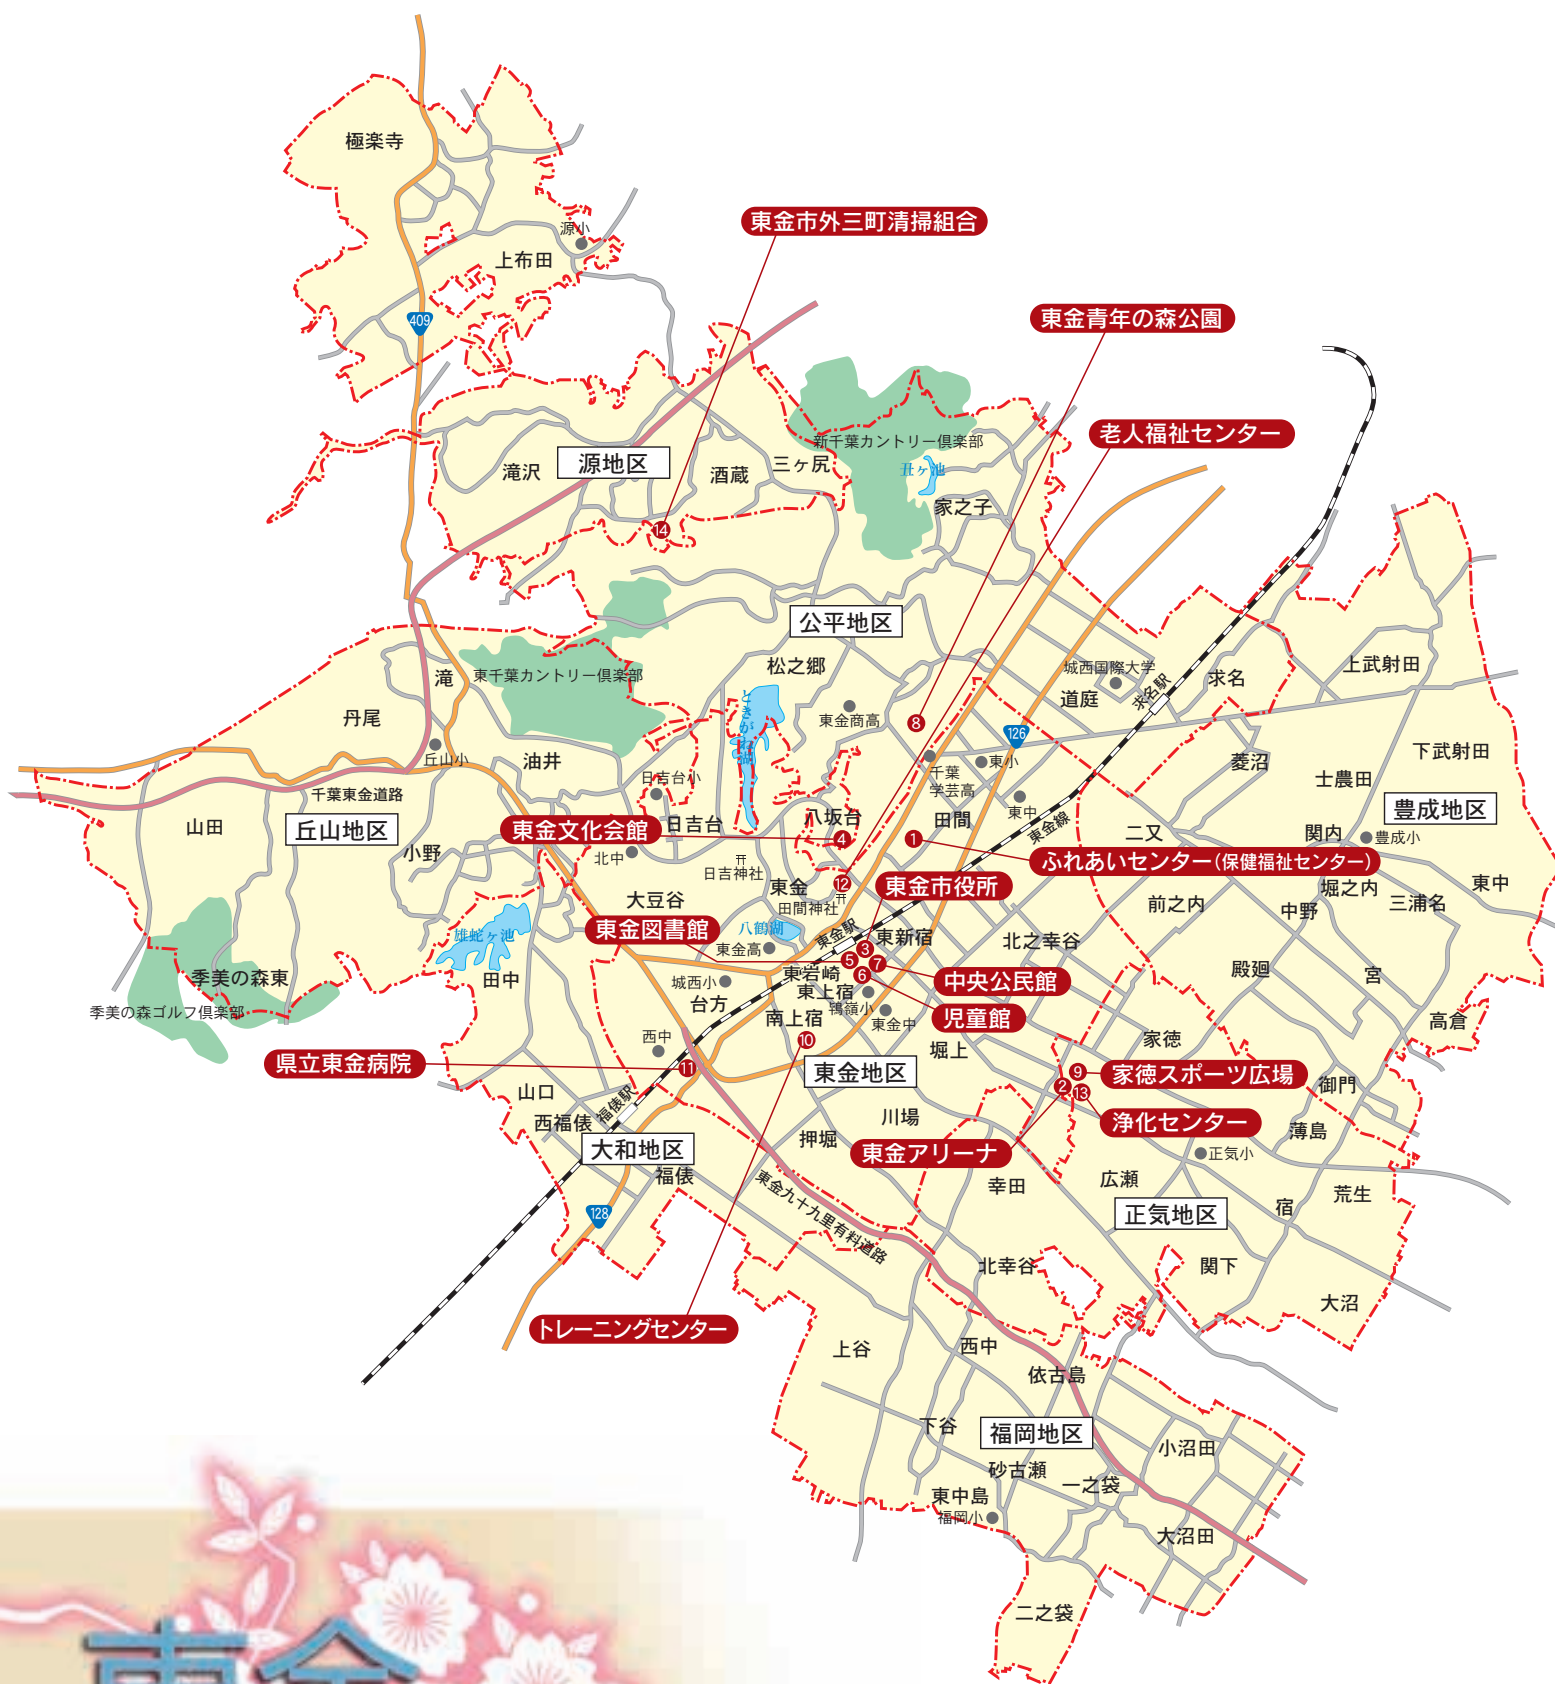 極楽寺
源小
上布田
409
東金市外三町清掃組合
東金青年の森公園
老人福祉センター
新千葉カントリー倶楽部
丑ヶ池
源地区
滝沢
酒蔵
三ヶ尻
家之子
14
公平地区
松之郷
東千葉カントリー倶楽部
滝
丹尾
丘山小
油井
ときがね湖
東金商高
8
城西国際大学
道庭
求名駅
求名
上武射田
126
下武射田
菱沼
士農田
豊成地区
千葉東金道路
山田
丘山地区
小野
日吉台小
日吉台
東金文化会館
北中
八坂台
4
千葉
学芸高
東小
東中
田間
1
東金線
二又
関内
豊成小
ふれあいセンター(保健福祉センター)
日吉神社
東金
12
田間神社
東金市役所
大豆谷
東金図書館
八鶴湖
東金高
東金駅
東新宿
3
5
7
6
北之幸谷
前之内
中野
堀之内
三浦名
東中
雄蛇ヶ池
田中
季美の森東
季美の森ゴルフ倶楽部
城西小
台方
東岩崎
東上宿
鴇嶺小
東金中
中央公民館
児童館
殿廻
宮
高倉
西中
南上宿
10
県立東金病院
11
東金地区
堀上
家徳
9
家徳スポーツ広場
2
13
浄化センター
御門
薄島
山口
西福俵
福俵駅
大和地区
福俵
押堀
川場
東金アリーナ
正気小
幸田
広瀬
荒生
宿
正気地区
128
東金九十九里有料道路
北幸谷
関下
大沼
トレーニングセンター
上谷
西中
依古島
下谷
福岡地区
小沼田
砂古瀬
一之袋
東中島
福岡小
大沼田
二之袋
東金